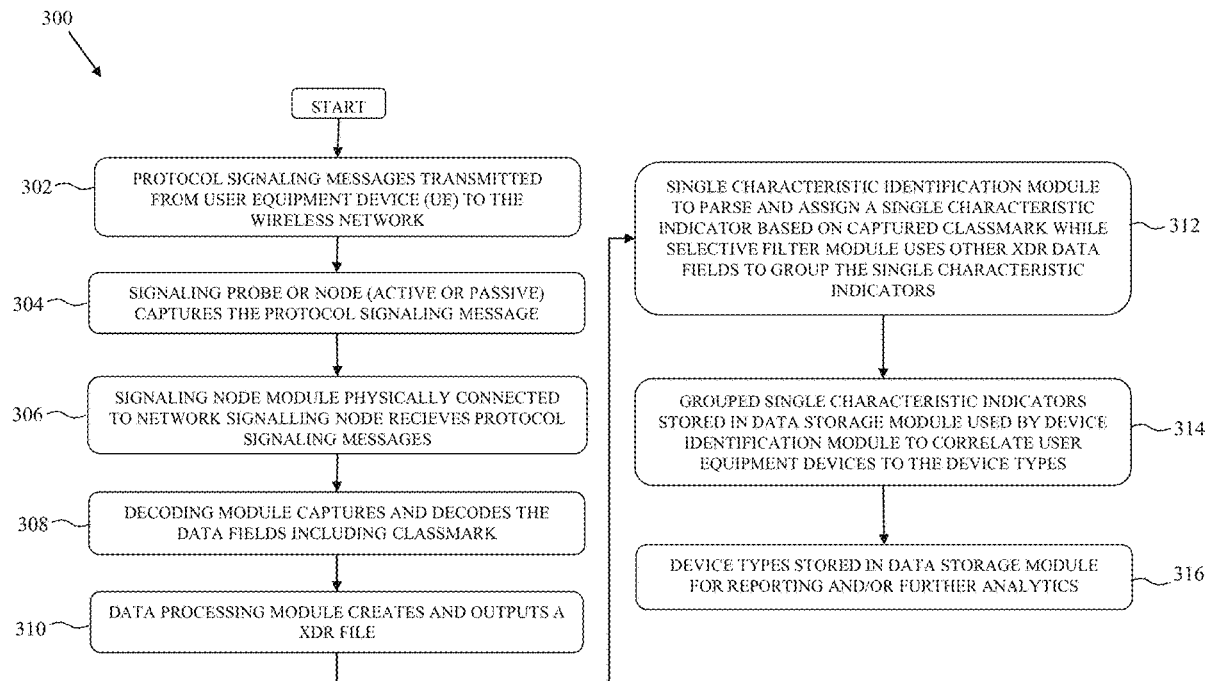 300
START
302
PROTOCOL SIGNALING MESSAGES TRANSMITTED
FROM USER EQUIPMENT DEVICE (UE) TO THE
WIRELESS NETWORK
304
SIGNALING PROBE OR NODE (ACTIVE OR PASSIVE)
CAPTURES THE PROTOCOL SIGNALING MESSAGE
306
SIGNALING NODE MODULE PHYSICALLY CONNECTED
TO NETWORK SIGNALLING NODE RECIEVES PROTOCOL
SIGNALING MESSAGES
308
DECODING MODULE CAPTURES AND DECODES THE
DATA FIELDS INCLUDING CLASSMARK
310
DATA PROCESSING MODULE CREATES AND OUTPUTS A
XDR FILE
SINGLE CHARACTERISTIC IDENTIFICATION MODULE
TO PARSE AND ASSIGN A SINGLE CHARACTERISTIC
INDICATOR BASED ON CAPTURED CLASSMARK WHILE
SELECTIVE FILTER MODULE USES OTHER XDR DATA
FIELDS TO GROUP THE SINGLE CHARACTERISTIC
INDICATORS
312
GROUPED SINGLE CHARACTERISTIC INDICATORS
STORED IN DATA STORAGE MODULE USED BY DEVICE
IDENTIFICATION MODULE TO CORRELATE USER
EQUIPMENT DEVICES TO THE DEVICE TYPES
314
DEVICE TYPES STORED IN DATA STORAGE MODULE
FOR REPORTING AND/OR FURTHER ANALYTICS
316